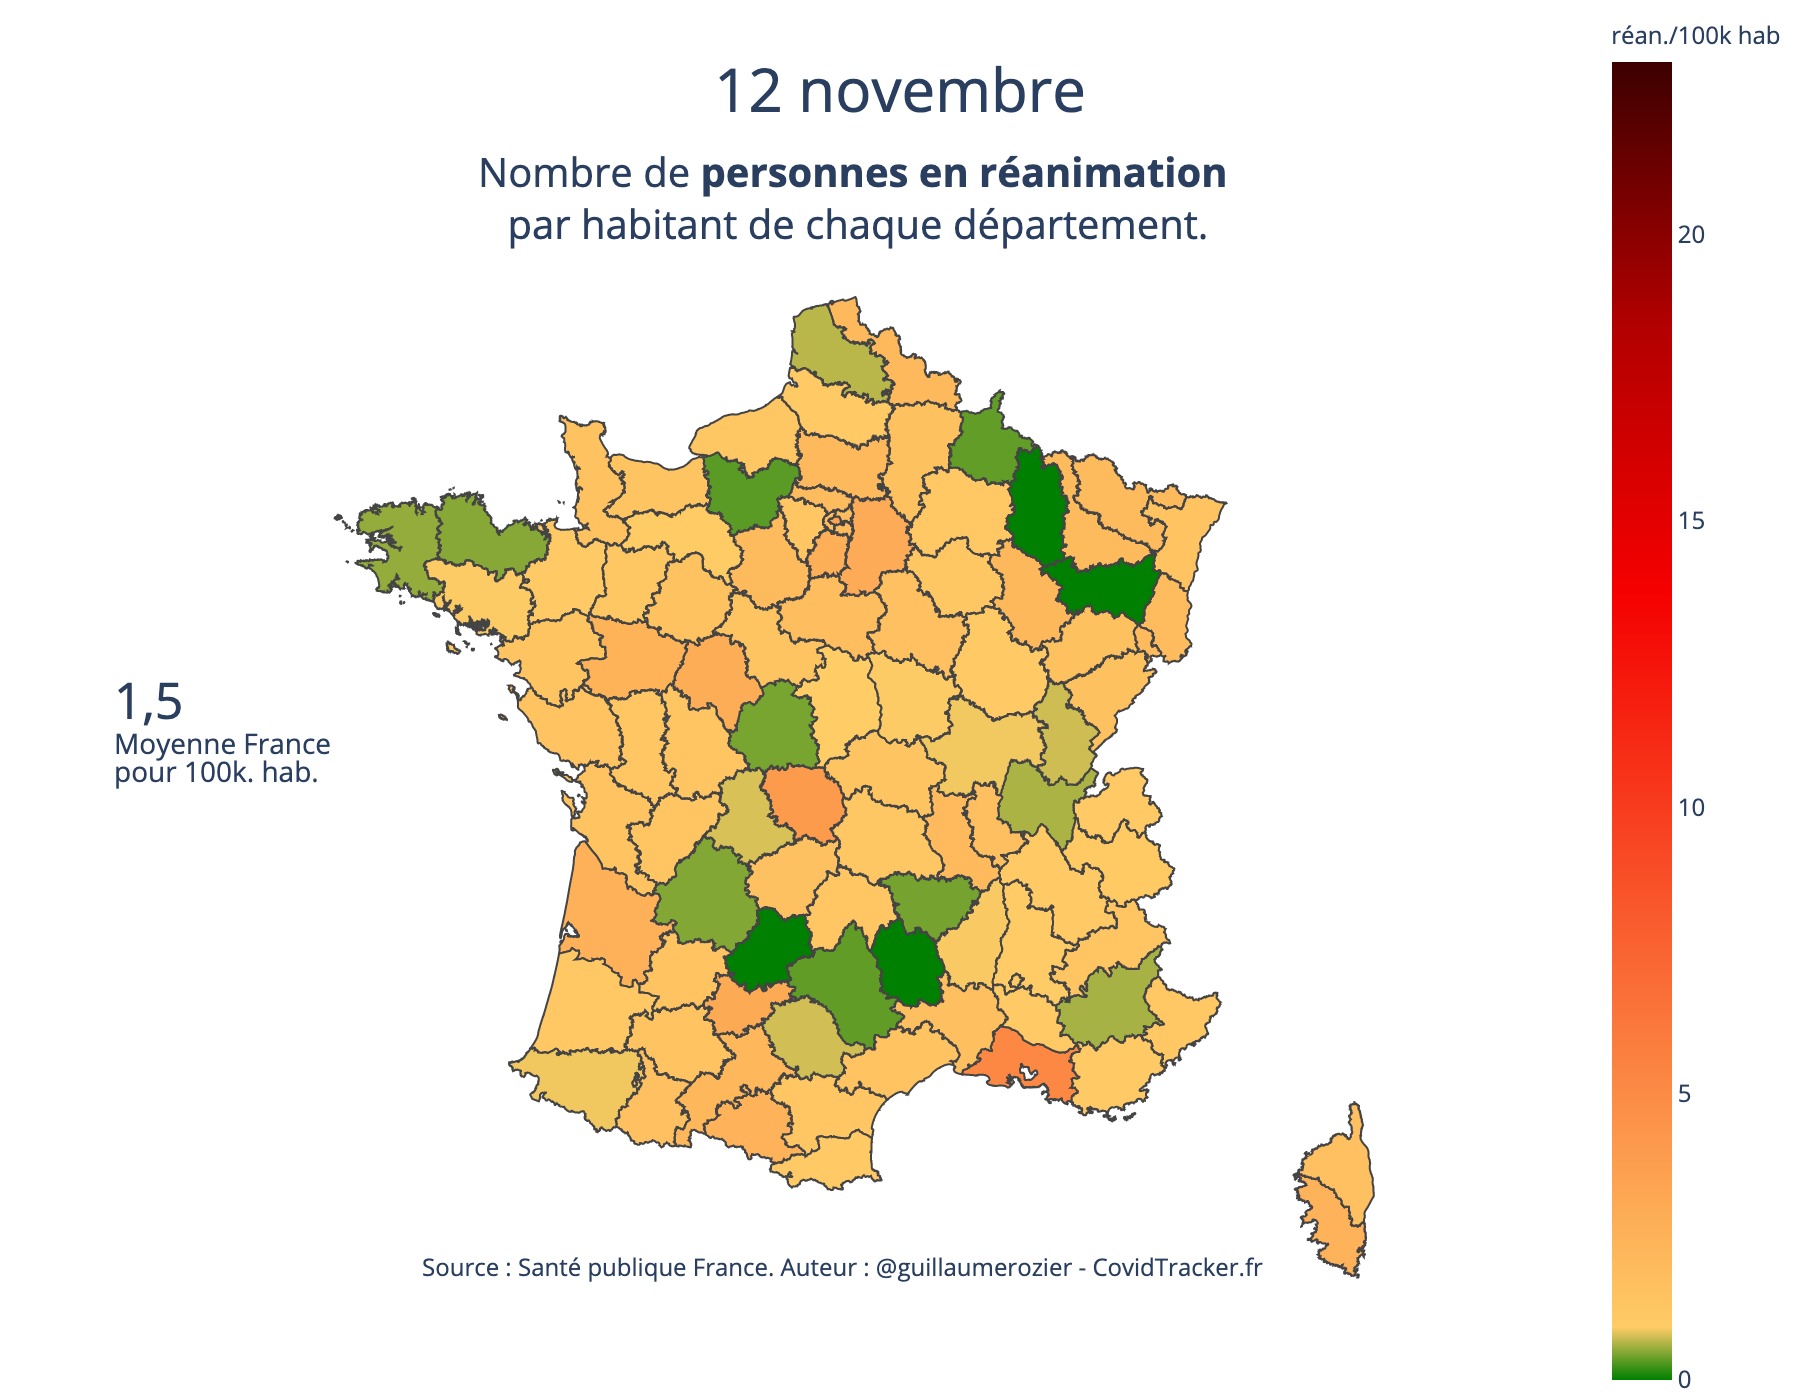 réan./100k hab
12 novembre
Nombre de personnes en réanimation
par habitant de chaque département.
20
15
1,5
Moyenne France
pour 100k. hab.
10
5
Source : Santé publique France. Auteur : @guillaumerozier - CovidTracker.fr
0